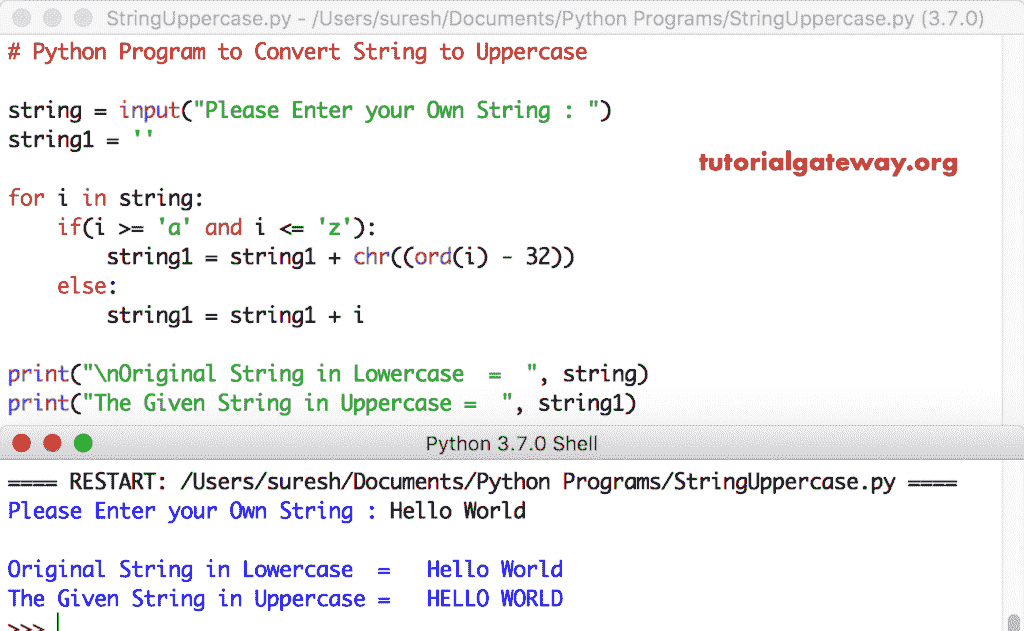 StringUppercase.py - /Users/suresh/Documents/Python Programs/StringUppercase.py (3.7.0)
# Python Program to Convert String to Uppercase
string = input("Please Enter your Own String : ")
string1 = ''
tutorialgateway.org
for i in string:
    if(i >= 'a' and i <= 'z'):
        string1 = string1 + chr((ord(i) - 32))
    else:
        string1 = string1 + i
print("\nOriginal String in Lowercase  =  ", string)
print("The Given String in Uppercase =  ", string1)
Python 3.7.0 Shell
==== RESTART: /Users/suresh/Documents/Python Programs/StringUppercase.py ====
Please Enter your Own String : Hello World
Original String in Lowercase  =   Hello World
The Given String in Uppercase =   HELLO WORLD
>>>